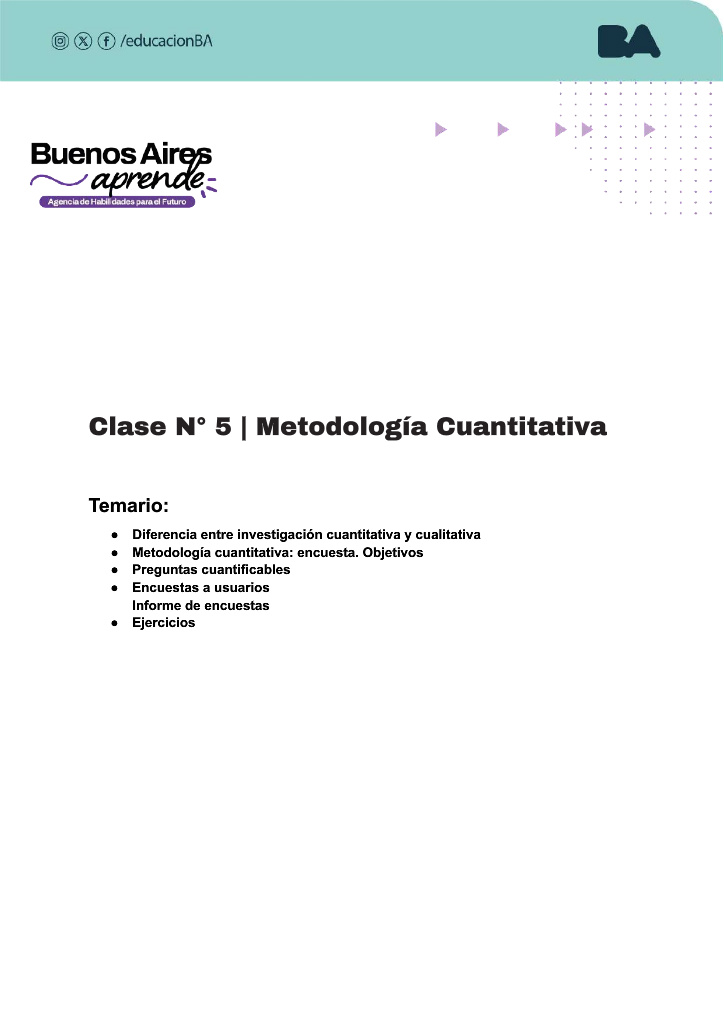 /educacionBA
BA
Buenos Aires
aprende
Agencia de Habilidades para el Futuro
Clase N° 5 | Metodología Cuantitativa
Temario:
● Diferencia entre investigación cuantitativa y cualitativa
● Metodología cuantitativa: encuesta. Objetivos
● Preguntas cuantificables
● Encuestas a usuarios
Informe de encuestas
● Ejercicios